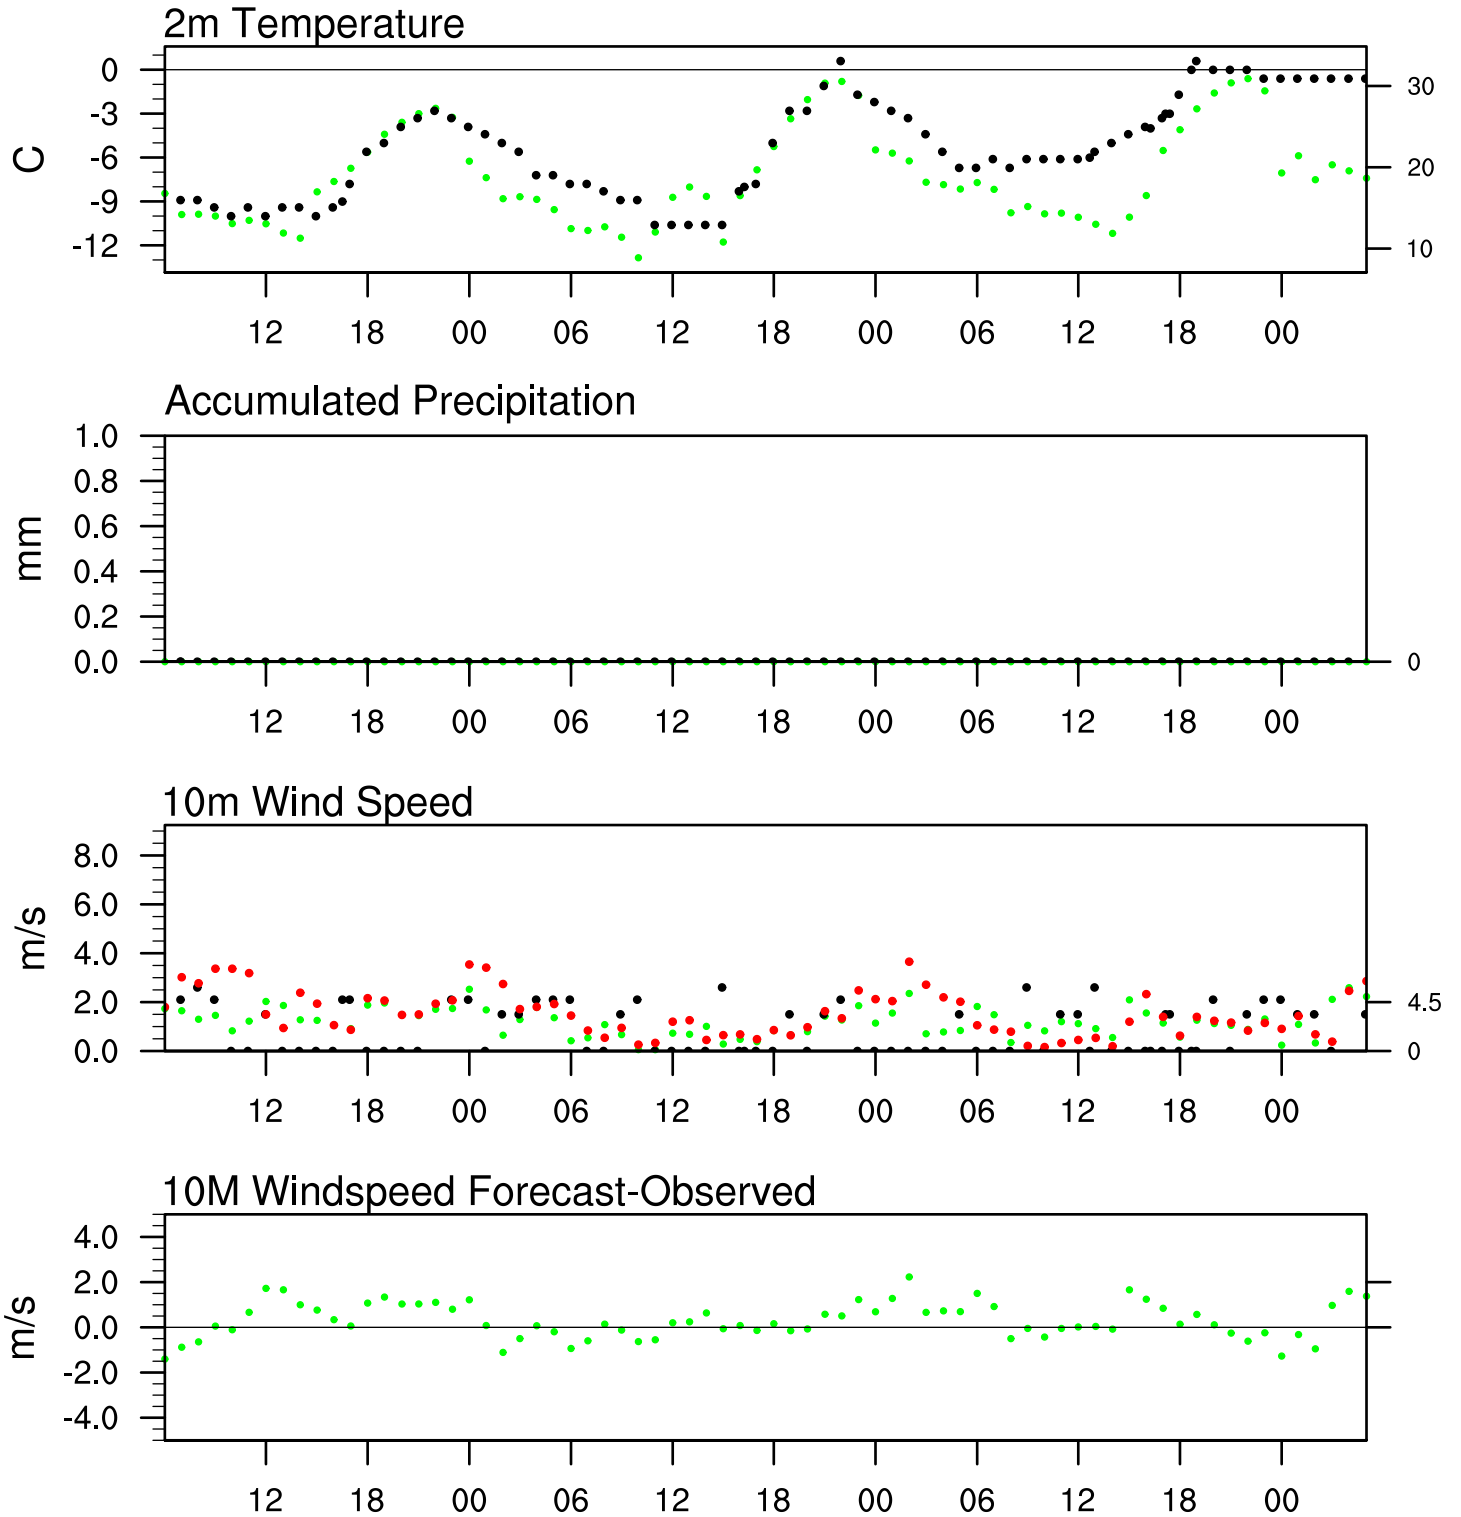 2m Temperature
0
-3
-6
-9
-12
C
30
20
10
12 18 00 06 12 18 00 06 12 18 00
Accumulated Precipitation
1.0
0.8
0.6
0.4
0.2
0.0
mm
0
12 18 00 06 12 18 00 06 12 18 00
10m Wind Speed
8.0
6.0
4.0
2.0
0.0
m/s
4.5
0
12 18 00 06 12 18 00 06 12 18 00
10M Windspeed Forecast-Observed
4.0
2.0
0.0
-2.0
-4.0
m/s
12 18 00 06 12 18 00 06 12 18 00